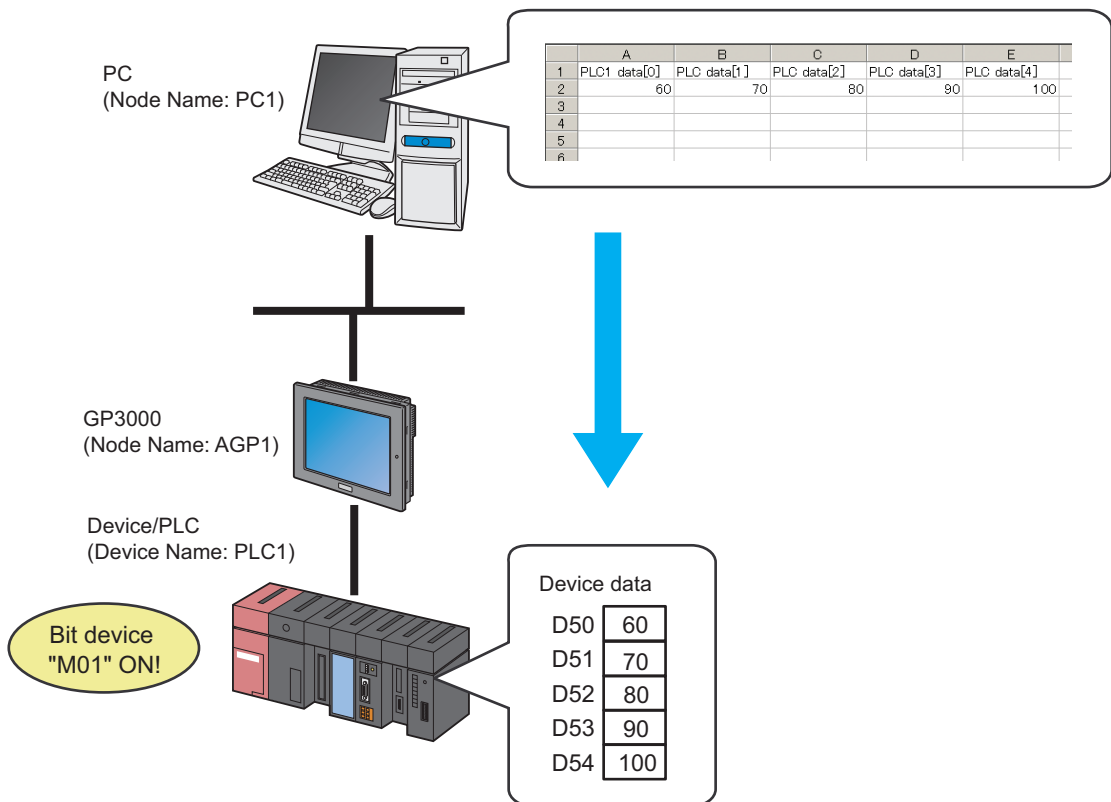 PC
(Node Name: PC1)
A B C D E
1 PLC1 data[0] PLC data[1] PLC data[2] PLC data[3] PLC data[4]
2 60 70 80 90 100
3
4
5
6
GP3000
(Node Name: AGP1)
Device/PLC
(Device Name: PLC1)
Bit device
"M01" ON!
Device data
D50 60
D51 70
D52 80
D53 90
D54 100